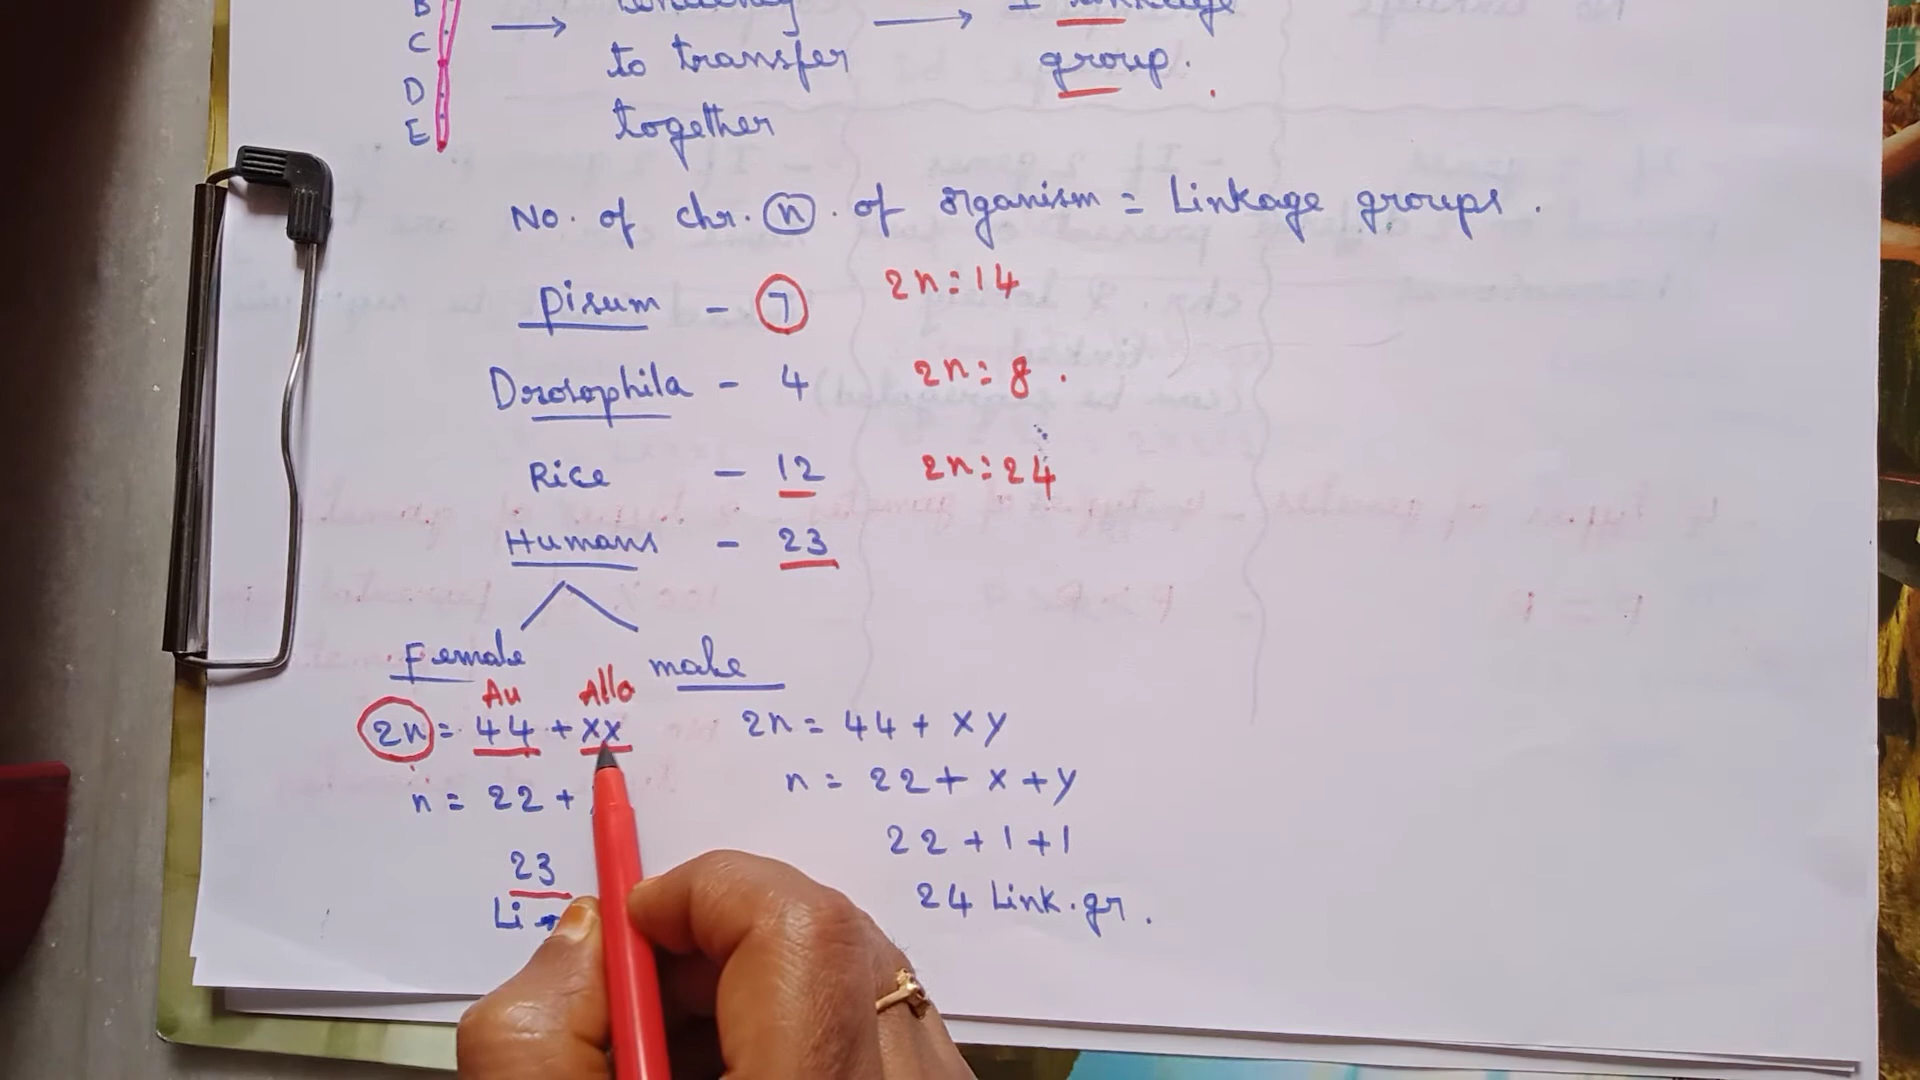 B
C → to transfer → group.
D
E together
No. of chr. (n). of organism = Linkage groups.
Pisum - 7 2n=14
Drosophila - 4 2n=8.
Rice - 12 2n=24
Humans - 23
Female male
Au Allo
2n = 44 + xx 2n = 44 + xy
n = 22 + n = 22 + x + y
23 22 + 1 + 1
Li 24 Link. gr.